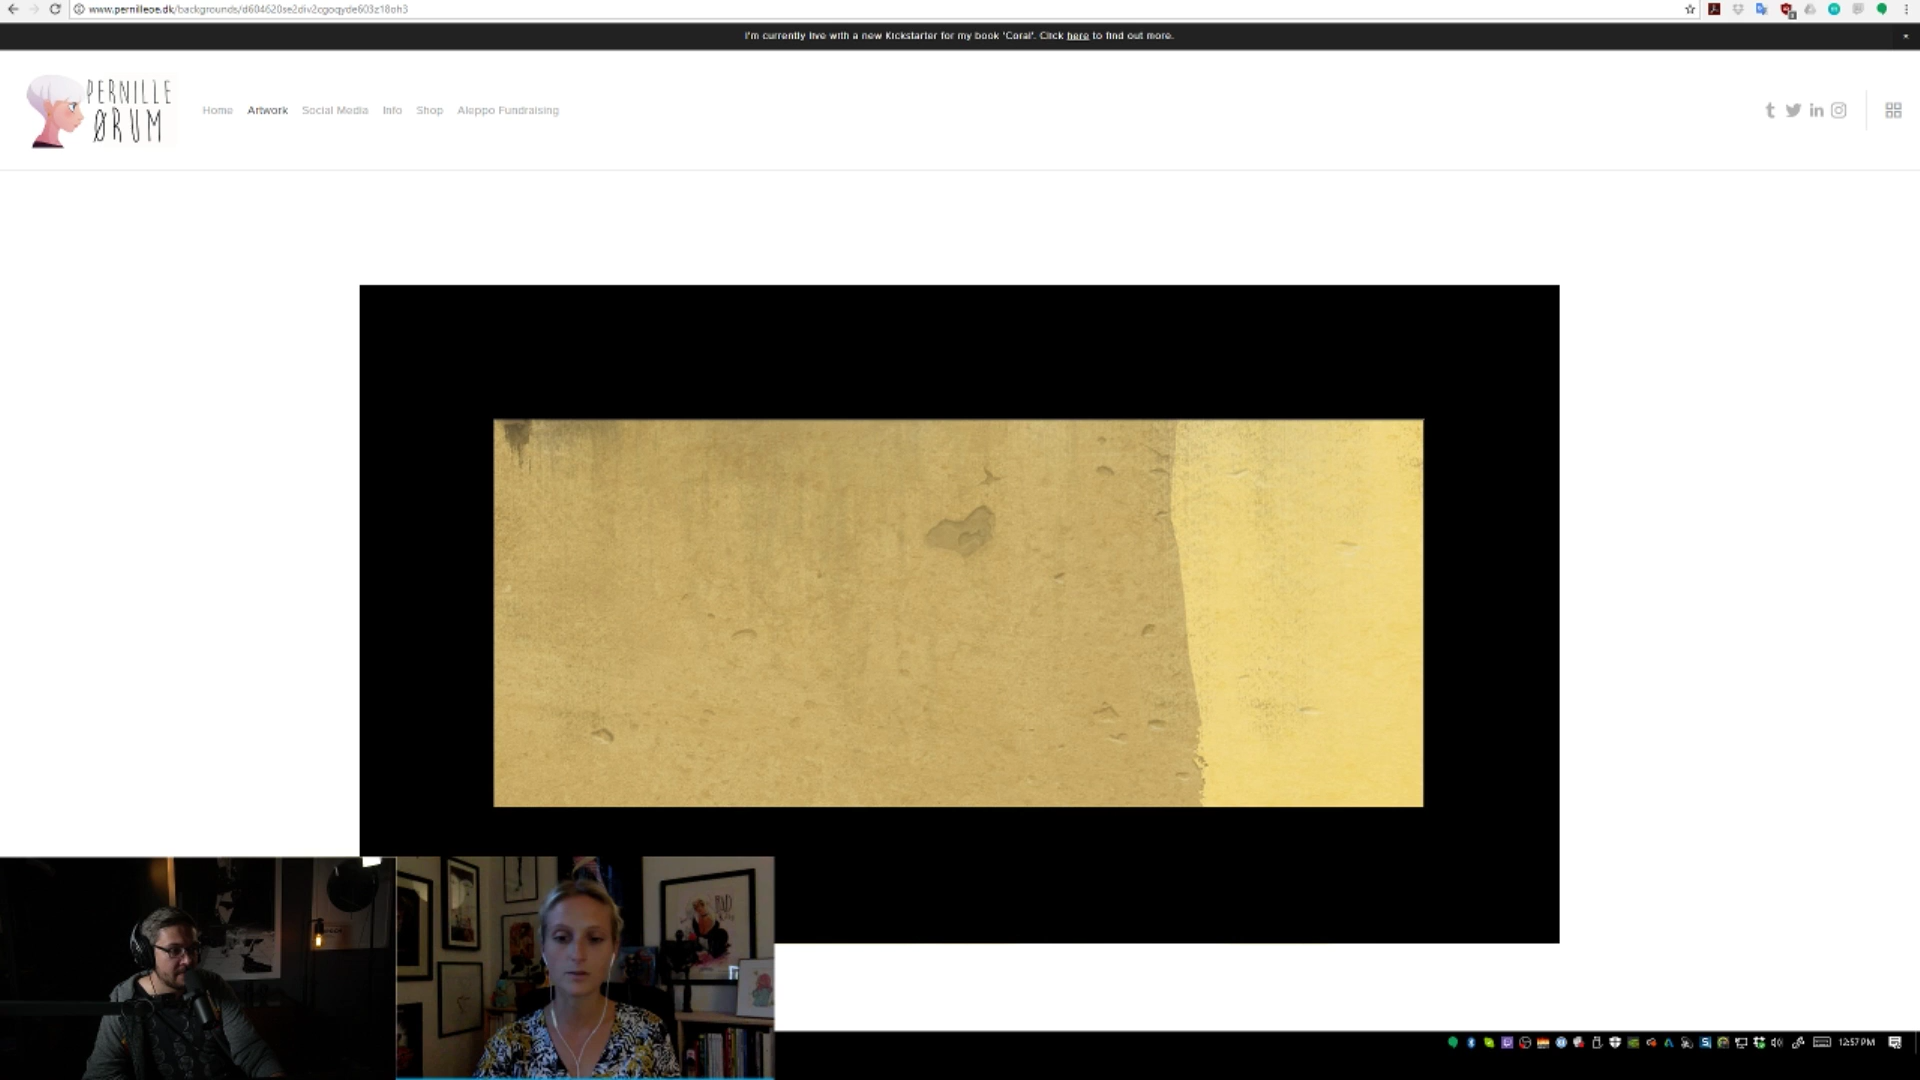 www.pernilleoe.dk/backgrounds/d604620se2div2cgoqyde603z18oh3
I'm currently live with a new Kickstarter for my book 'Coral'. Click here to find out more.
PERNILLE
ØRUM
Home Artwork Social Media Info Shop Aleppo Fundraising
BAD
12:57 PM